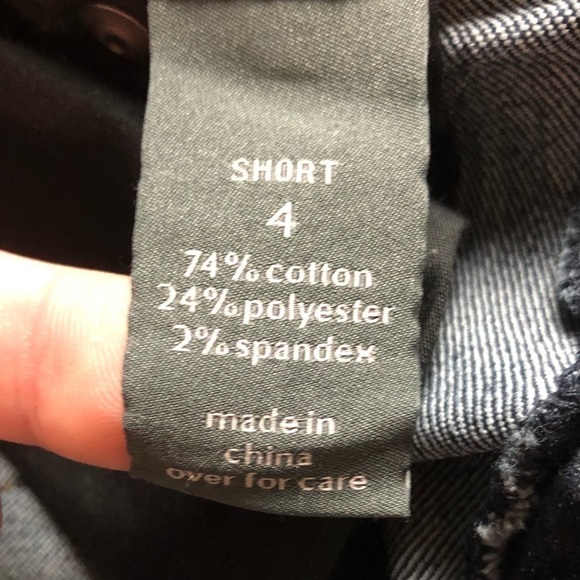 SHORT
4
74% cotton
24% polyester
2% spandex
made in
china
over for care